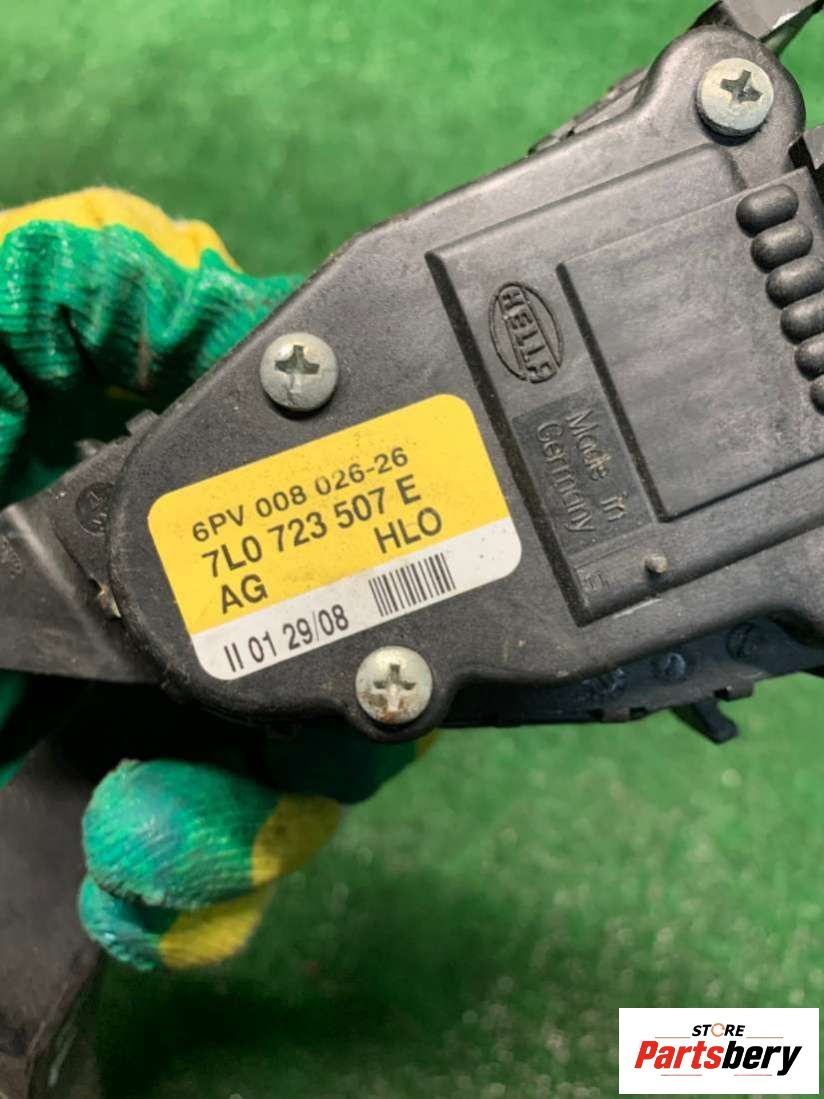 HELLA
Made in
Germany
6PV 008 026-26
7L0 723 507 E
AG HLO
II 01 29/08
STORE
Partsbery